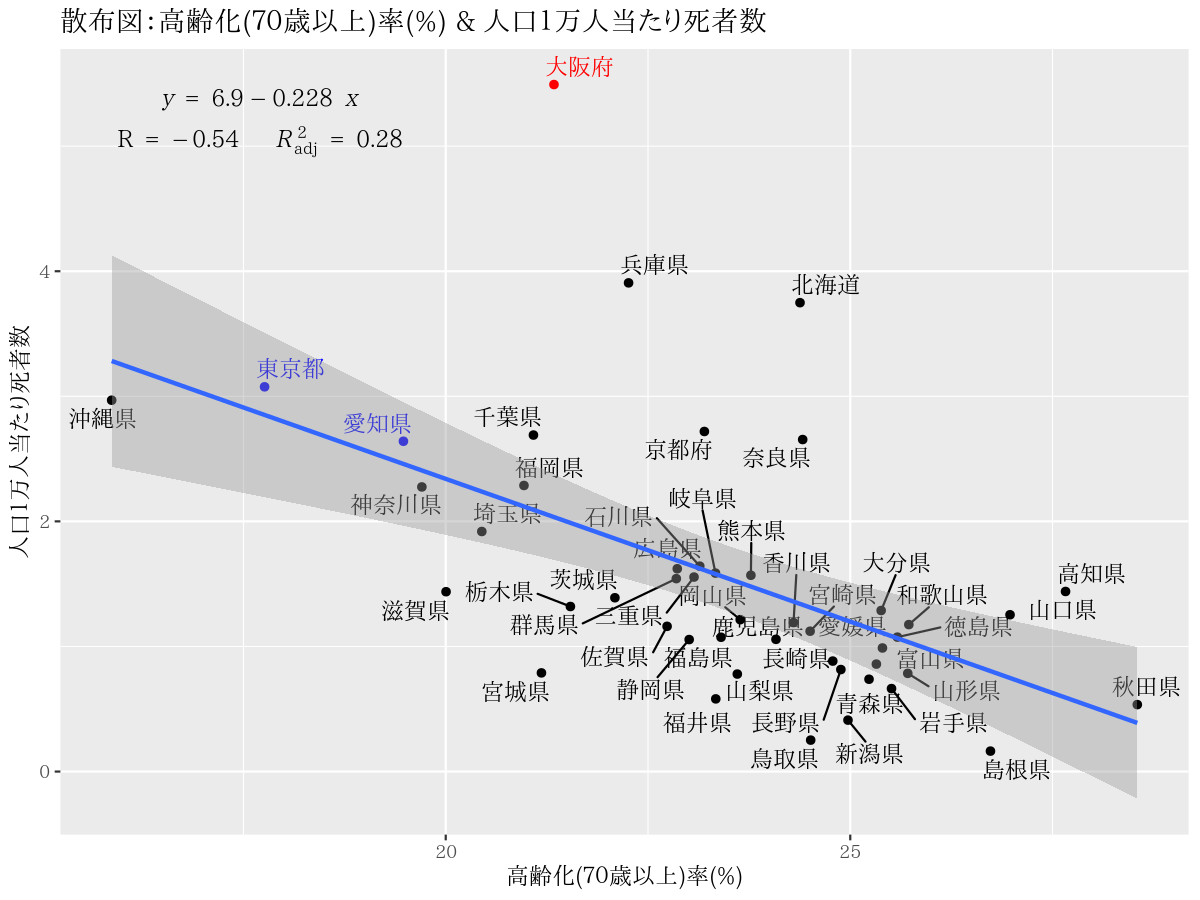 散布図:高齢化(70歳以上)率(%) & 人口1万人当たり死者数
大阪府
y = 6.9 − 0.228 x
R = −0.54 R²adj = 0.28
兵庫県
北海道
東京都
沖縄県
愛知県
千葉県
京都府
奈良県
福岡県
神奈川県
埼玉県
石川県
岐阜県
熊本県
広島県
香川県
大分県
高知県
茨城県
栃木県
滋賀県
群馬県
三重県
岡山県
宮崎県
和歌山県
山口県
鹿児島県
愛媛県
徳島県
佐賀県
福島県
長崎県
富山県
宮城県
静岡県
山梨県
山形県
秋田県
青森県
福井県
長野県
岩手県
鳥取県
新潟県
島根県
4
2
0
20
25
人口1万人当たり死者数
高齢化(70歳以上)率(%)